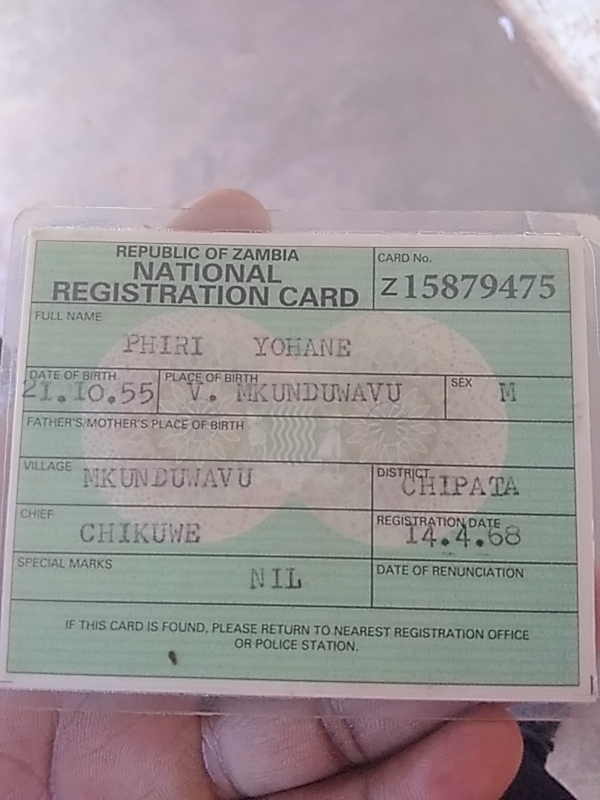 REPUBLIC OF ZAMBIA
NATIONAL
REGISTRATION CARD
CARD No.
Z15879475
FULL NAME
PHIRI YOHANE
DATE OF BIRTH
21.10.55
PLACE OF BIRTH
V. MKUNDUWAVU
SEX
M
FATHER'S/MOTHER'S PLACE OF BIRTH
VILLAGE
MKUNDUWAVU
DISTRICT
CHIPATA
CHIEF
CHIKUWE
REGISTRATION DATE
14.4.68
SPECIAL MARKS
NIL
DATE OF RENUNCIATION
IF THIS CARD IS FOUND, PLEASE RETURN TO NEAREST REGISTRATION OFFICE
OR POLICE STATION.